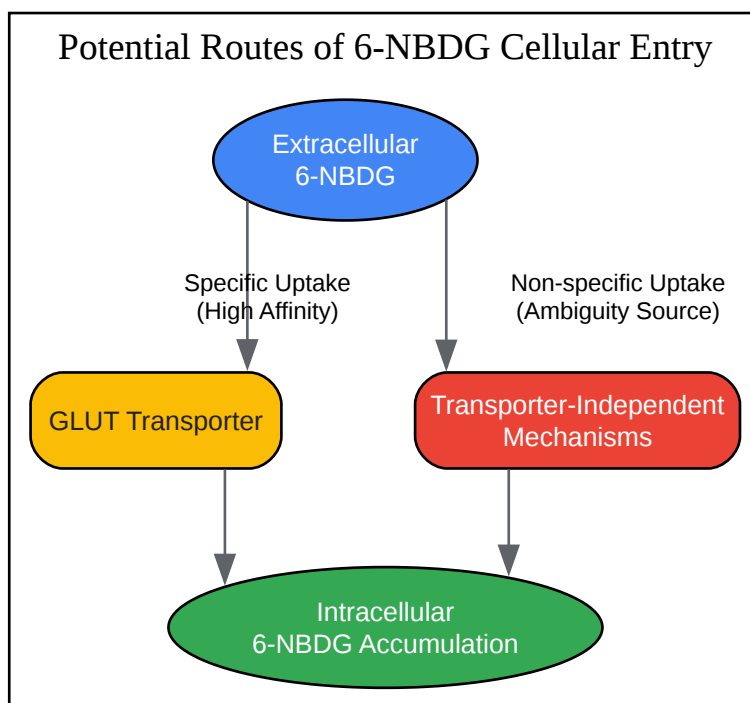 Potential Routes of 6-NBDG Cellular Entry
Extracellular
6-NBDG
Specific Uptake
(High Affinity)
Non-specific Uptake
(Ambiguity Source)
GLUT Transporter
Transporter-Independent
Mechanisms
Intracellular
6-NBDG Accumulation